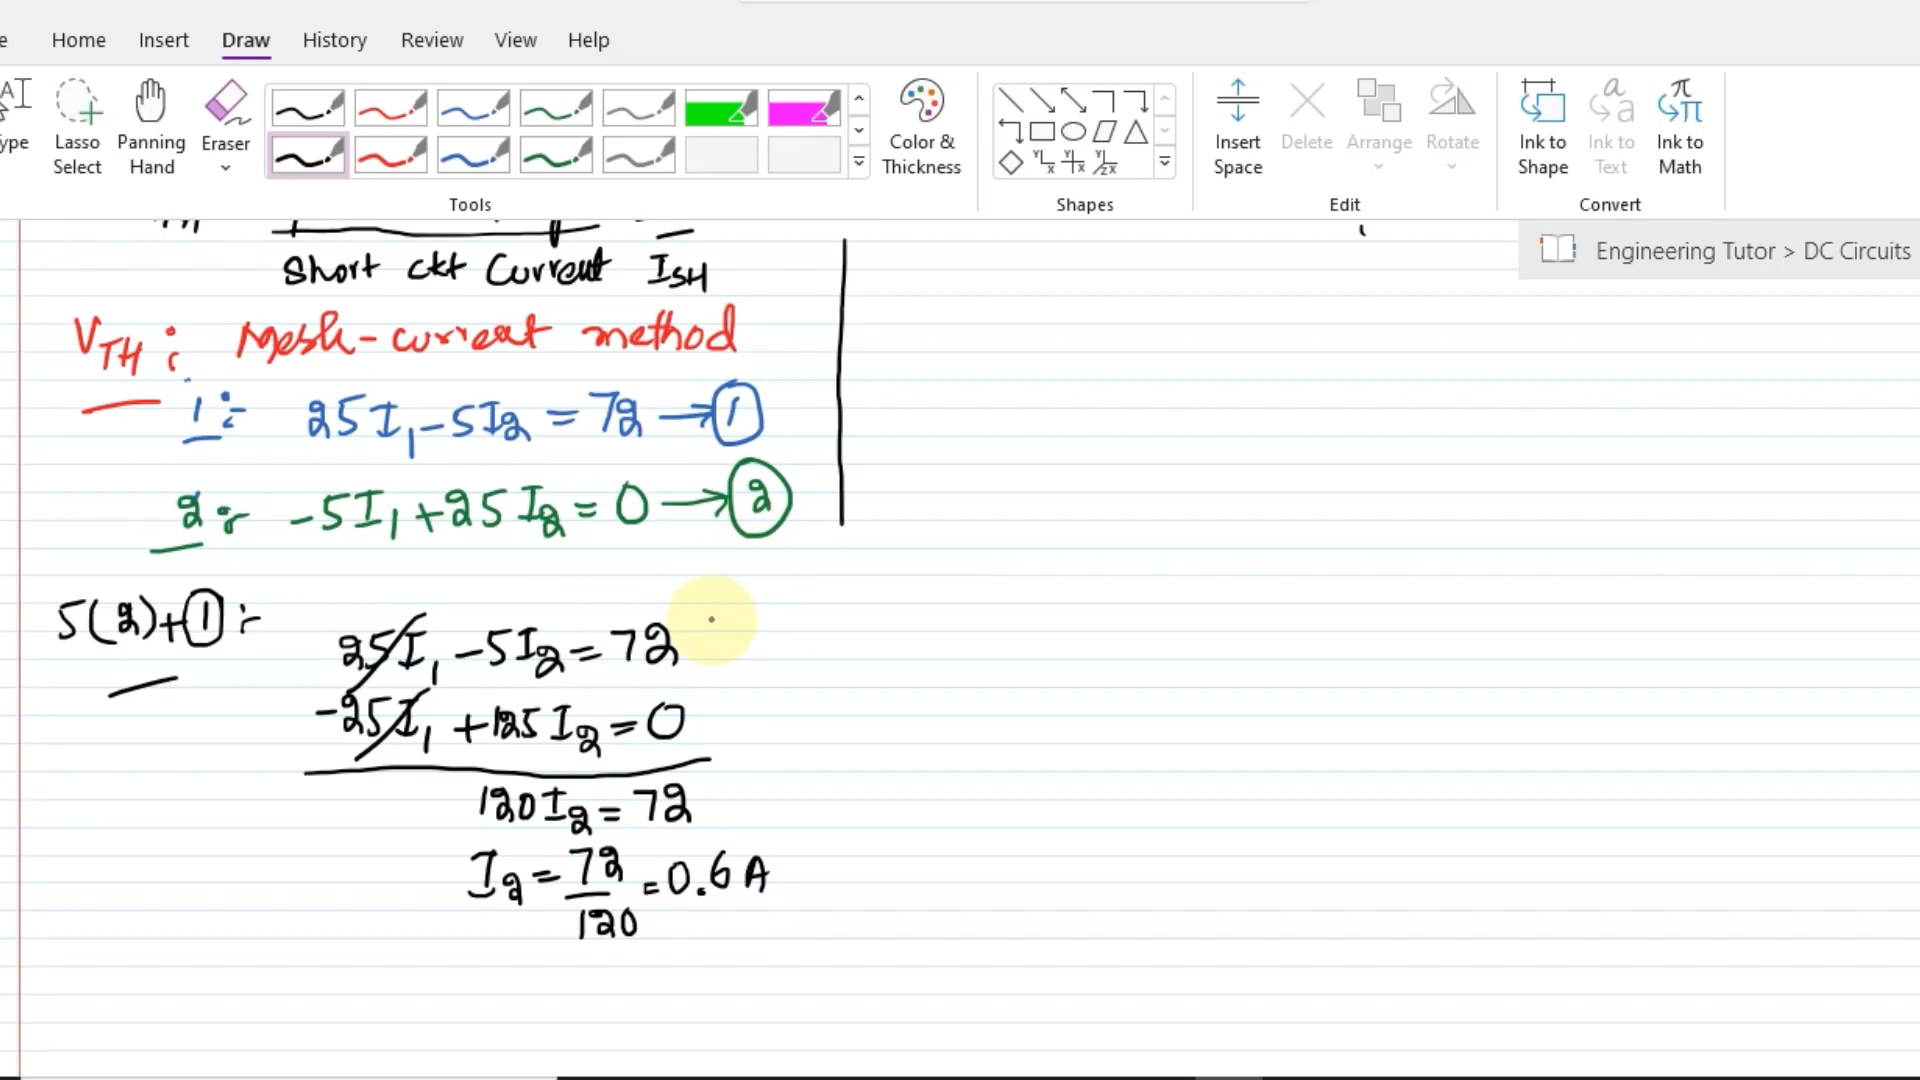 Home Insert Draw History Review View Help
Lasso Select
Panning Hand
Eraser
Color & Thickness
Insert Space
Delete
Arrange
Rotate
Ink to Shape
Ink to Text
Ink to Math
Tools
Shapes
Edit
Convert
Engineering Tutor > DC Circuits
Short ckt Current I_SH
V_TH : Mesh-current method
1 :- 25I₁ - 5I₂ = 72 → ①
2 :- -5I₁ + 25I₂ = 0 → ②
5(2)+① :-
25I₁ - 5I₂ = 72
-25I₁ + 125I₂ = 0
120I₂ = 72
I₂ = 72/120 = 0.6 A